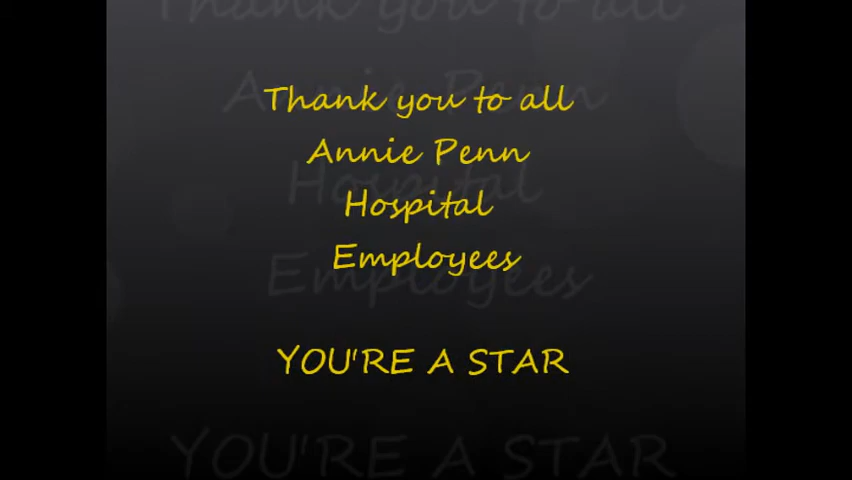 Thank you to all
Annie Penn
Hospital
Employees
YOU'RE A STAR